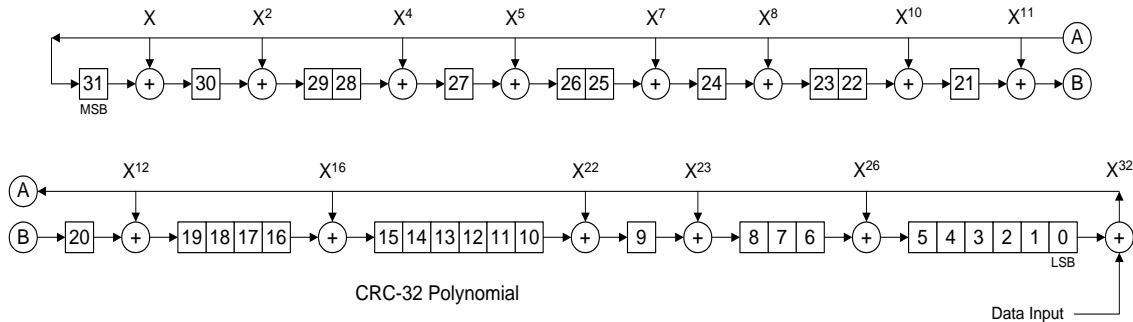 X X² X⁴ X⁵ X⁷ X⁸ X¹⁰ X¹¹
A
31 + 30 + 29 28 + 27 + 26 25 + 24 + 23 22 + 21 + B
MSB
X¹² X¹⁶ X²² X²³ X²⁶ X³²
A
B 20 + 19 18 17 16 + 15 14 13 12 11 10 + 9 + 8 7 6 + 5 4 3 2 1 0 +
LSB
CRC-32 Polynomial
Data Input